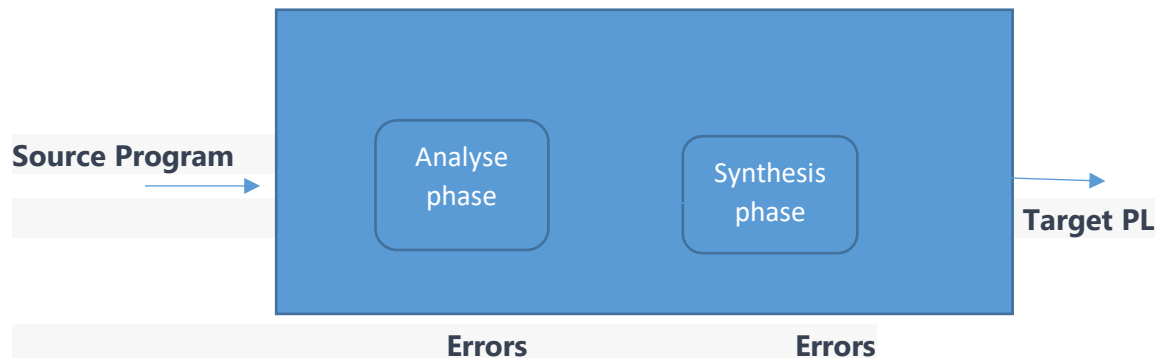 Source Program
Analyse
phase
Synthesis
phase
Target PL
Errors
Errors